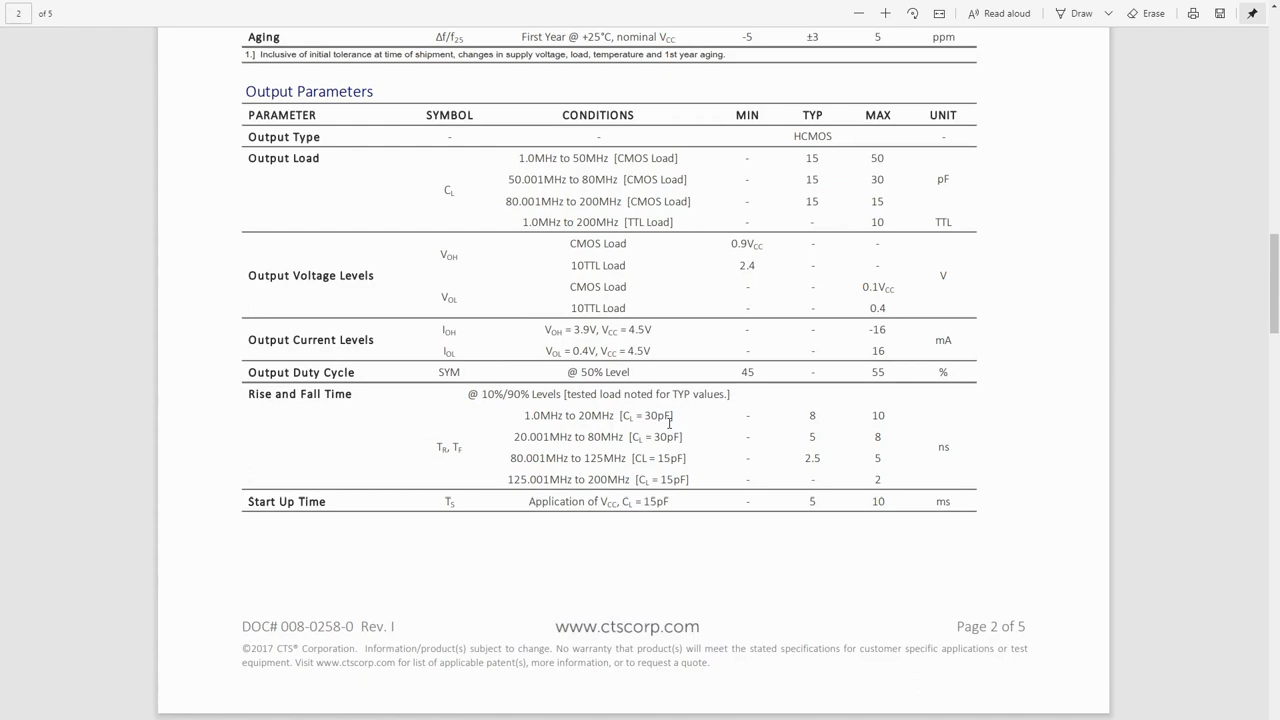 2 of 5 Read aloud Draw Erase
Aging Δf/f25 First Year @ +25°C, nominal VCC -5 ±3 5 ppm
1.] Inclusive of initial tolerance at time of shipment, changes in supply voltage, load, temperature and 1st year aging.
Output Parameters
PARAMETER SYMBOL CONDITIONS MIN TYP MAX UNIT
Output Type - - HCMOS -
Output Load 1.0MHz to 50MHz [CMOS Load] - 15 50
50.001MHz to 80MHz [CMOS Load] - 15 30 pF
CL
80.001MHz to 200MHz [CMOS Load] - 15 15
1.0MHz to 200MHz [TTL Load] - - 10 TTL
CMOS Load 0.9VCC - -
VOH
10TTL Load 2.4 - -
Output Voltage Levels V
CMOS Load - - 0.1VCC
VOL
10TTL Load - - 0.4
IOH VOH = 3.9V, VCC = 4.5V - - -16
Output Current Levels mA
IOL VOL = 0.4V, VCC = 4.5V - - 16
Output Duty Cycle SYM @ 50% Level 45 - 55 %
Rise and Fall Time @ 10%/90% Levels [tested load noted for TYP values.]
1.0MHz to 20MHz [CL = 30pF] - 8 10
20.001MHz to 80MHz [CL = 30pF] - 5 8
TR, TF ns
80.001MHz to 125MHz [CL = 15pF] - 2.5 5
125.001MHz to 200MHz [CL = 15pF] - - 2
Start Up Time TS Application of VCC, CL = 15pF - 5 10 ms
DOC# 008-0258-0 Rev. I www.ctscorp.com Page 2 of 5
©2017 CTS® Corporation. Information/product(s) subject to change. No warranty that product(s) will meet the stated specifications for customer specific applications or test
equipment. Visit www.ctscorp.com for list of applicable patent(s), more information, or to request a quote.